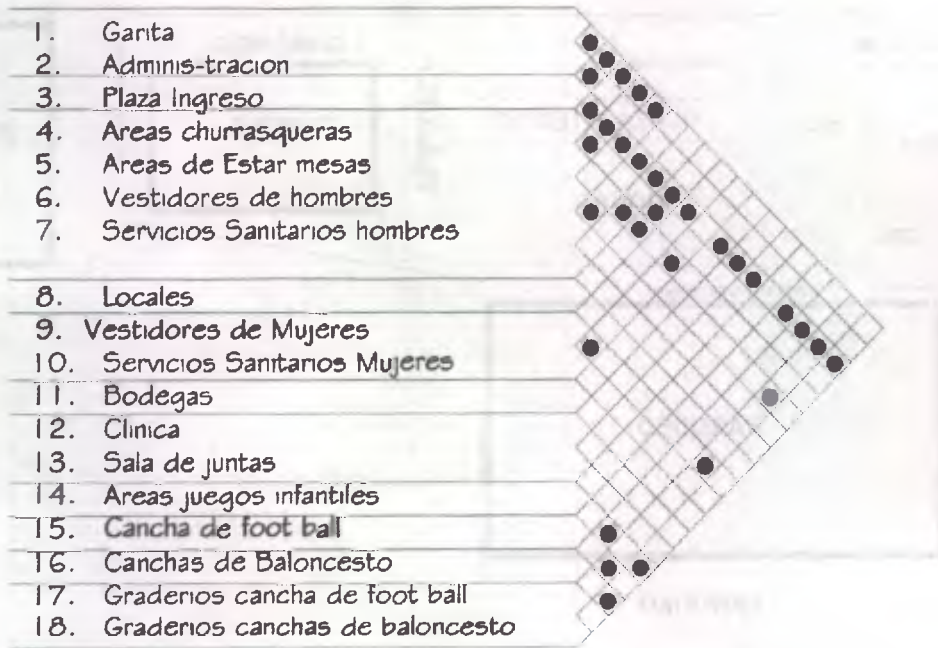 1. Garita
2. Adminis-tracion
3. Plaza Ingreso
4. Areas churrasqueras
5. Areas de Estar mesas
6. Vestidores de hombres
7. Servicios Sanitarios hombres
8. Locales
9. Vestidores de Mujeres
10. Servicios Sanitarios Mujeres
11. Bodegas
12. Clinica
13. Sala de juntas
14. Areas juegos infantiles
15. Cancha de foot ball
16. Canchas de Baloncesto
17. Graderios cancha de foot ball
18. Graderios canchas de baloncesto